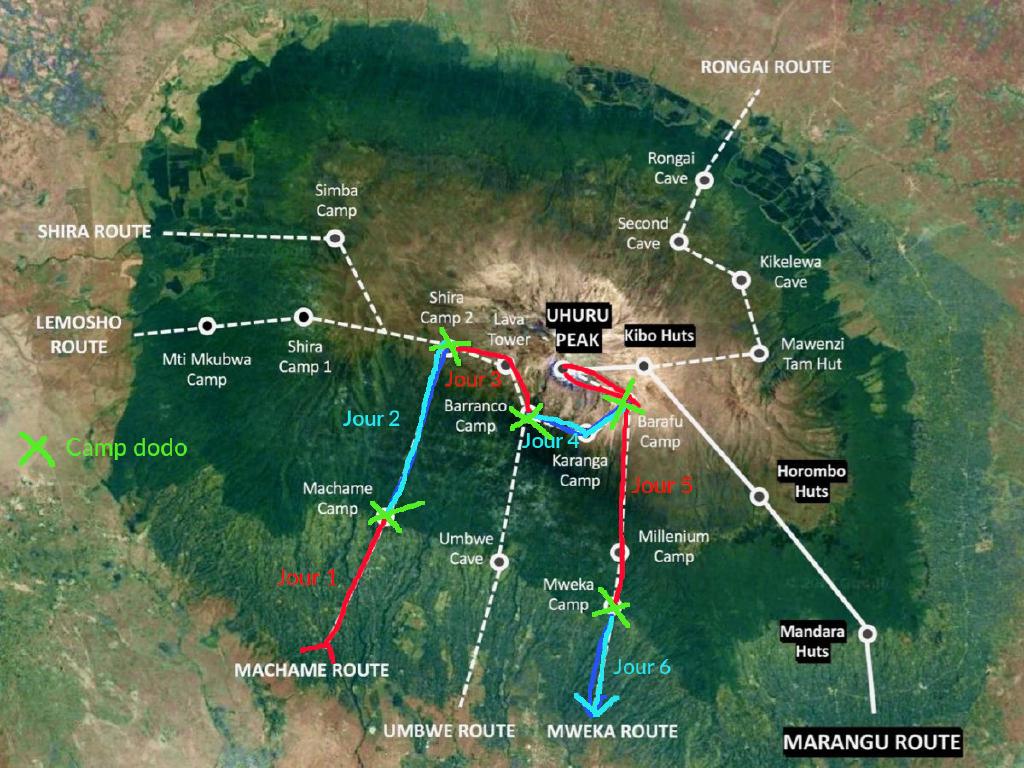 RONGAI ROUTE
Rongai
Cave
Simba
Camp
SHIRA ROUTE
Second
Cave
Kikelewa
Cave
Shira
Camp 2
LEMOSHO
ROUTE
Lava
Tower
UHURU
PEAK
Kibo Huts
Mti Mkubwa
Camp
Shira
Camp 1
Mawenzi
Tarn Hut
Jour 3
Jour 2
Barranco
Camp
Barafu
Camp
Jour 4
Camp dodo
Karanga
Camp
Horombo
Huts
Jour 5
Machame
Camp
Umbwe
Cave
Millenium
Camp
Jour 1
Mweka
Camp
Mandara
Huts
MACHAME ROUTE
Jour 6
UMBWE ROUTE
MWEKA ROUTE
MARANGU ROUTE